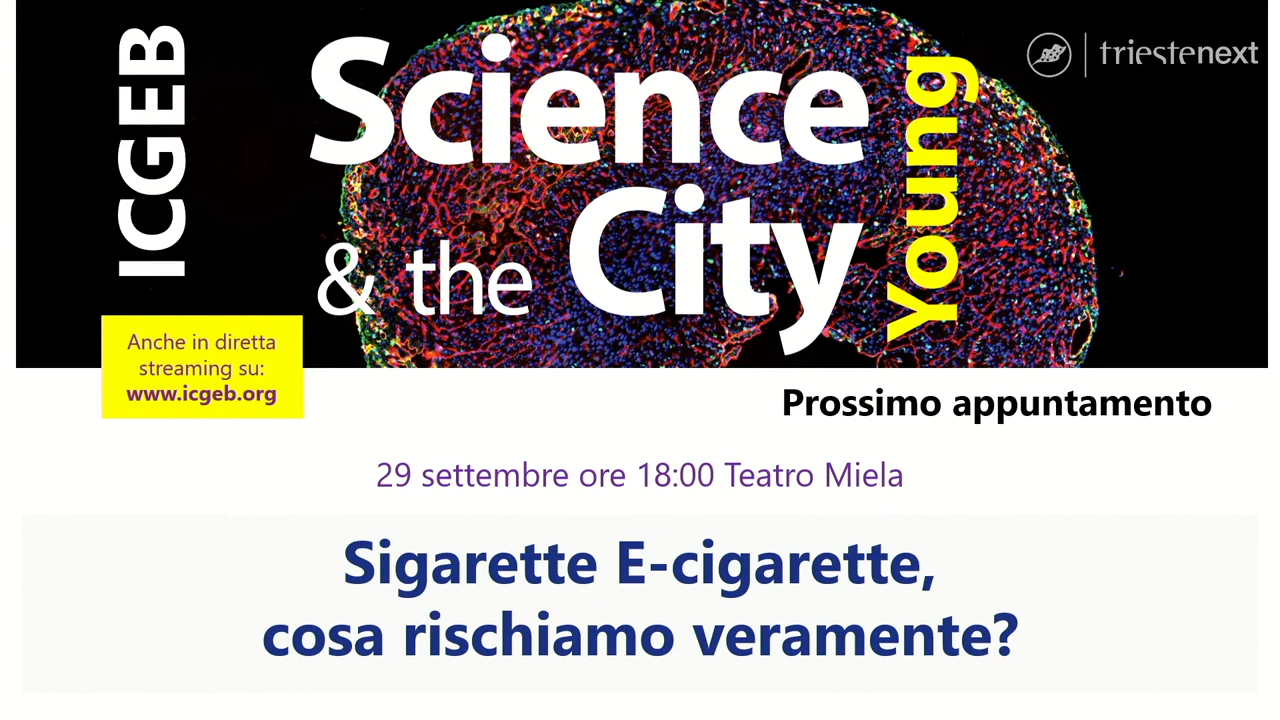 ICGEB
Science
& the City
Young
triestenext
Anche in diretta
streaming su:
www.icgeb.org
Prossimo appuntamento
29 settembre ore 18:00 Teatro Miela
Sigarette E-cigarette,
cosa rischiamo veramente?